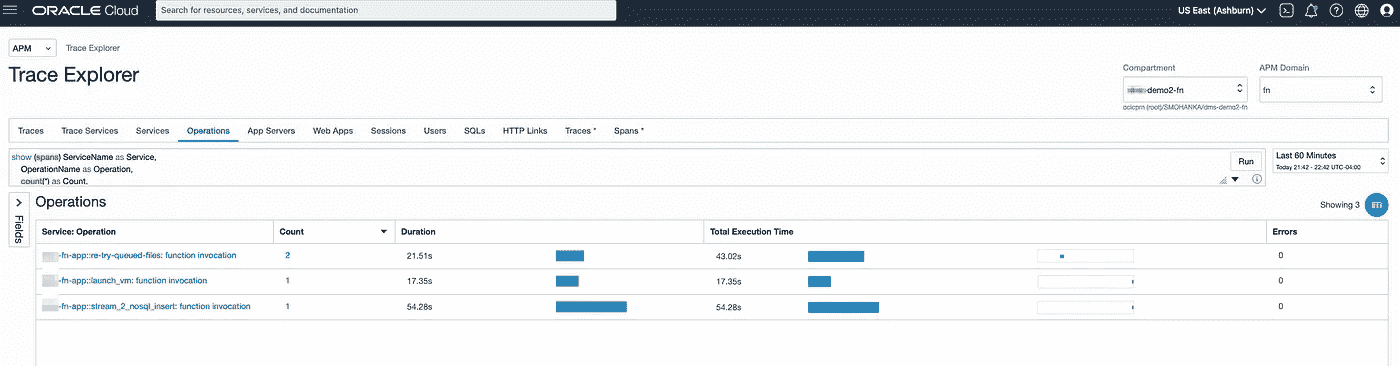 ORACLE Cloud
Search for resources, services, and documentation
US East (Ashburn)
APM
Trace Explorer
Trace Explorer
Compartment
APM Domain
-demo2-fn
fn
ocicprn (root)/SMOHANKA/dms-demo2-fn
Traces Trace Services Services Operations App Servers Web Apps Sessions Users SQLs HTTP Links Traces * Spans *
show (spans) ServiceName as Service,
OperationName as Operation,
count(*) as Count,
Run
Last 60 Minutes
Today 21:42 - 22:42 UTC-04:00
Fields
Operations
Showing 3
Service: Operation Count Duration Total Execution Time Errors
-fn-app::re-try-queued-files: function invocation 2 21.51s 43.02s 0
-fn-app::launch_vm: function invocation 1 17.35s 17.35s 0
-fn-app::stream_2_nosql_insert: function invocation 1 54.28s 54.28s 0